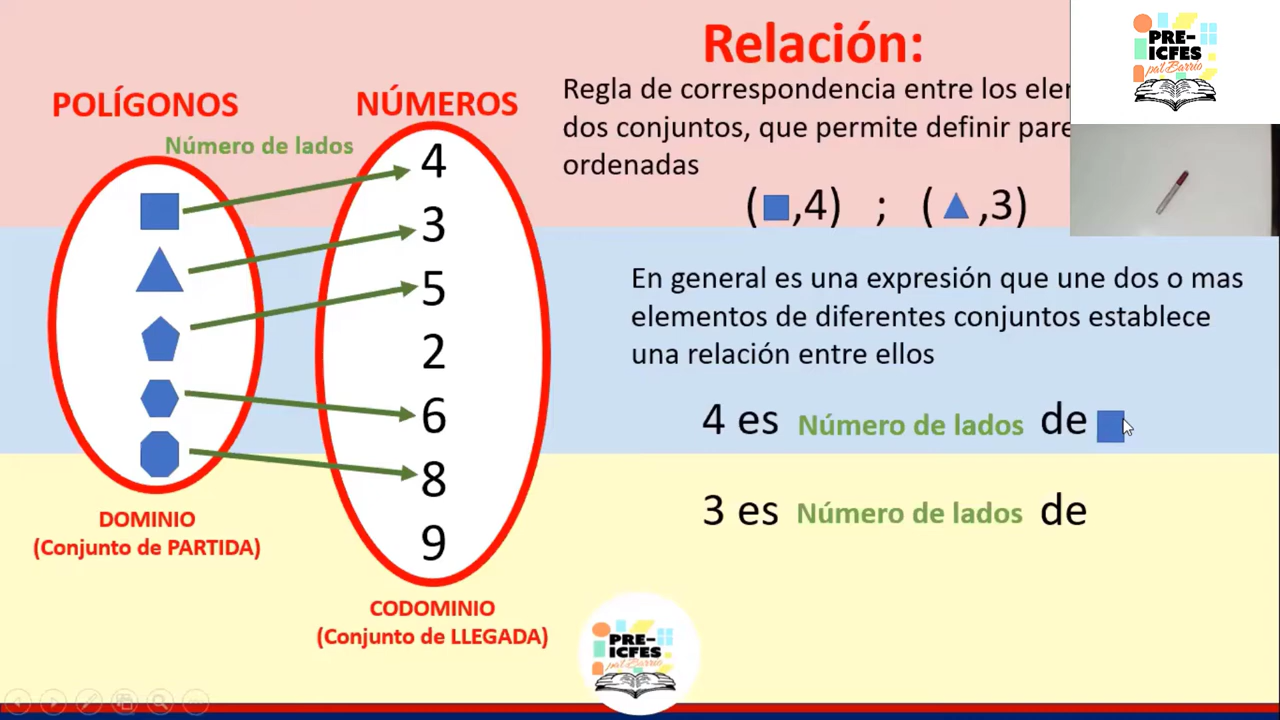 Relación:
Regla de correspondencia entre los
dos conjuntos, que permite definir
ordenadas
( ,4) ; ( ,3)
POLÍGONOS
NÚMEROS
Número de lados
4
3
5
2
6
8
9
DOMINIO
(Conjunto de PARTIDA)
CODOMINIO
(Conjunto de LLEGADA)
En general es una expresión que une dos o mas
elementos de diferentes conjuntos establece
una relación entre ellos
4 es Número de lados de
3 es Número de lados de
PRE-
ICFES
pal Barrio
PRE-
ICFES
pal Barrio